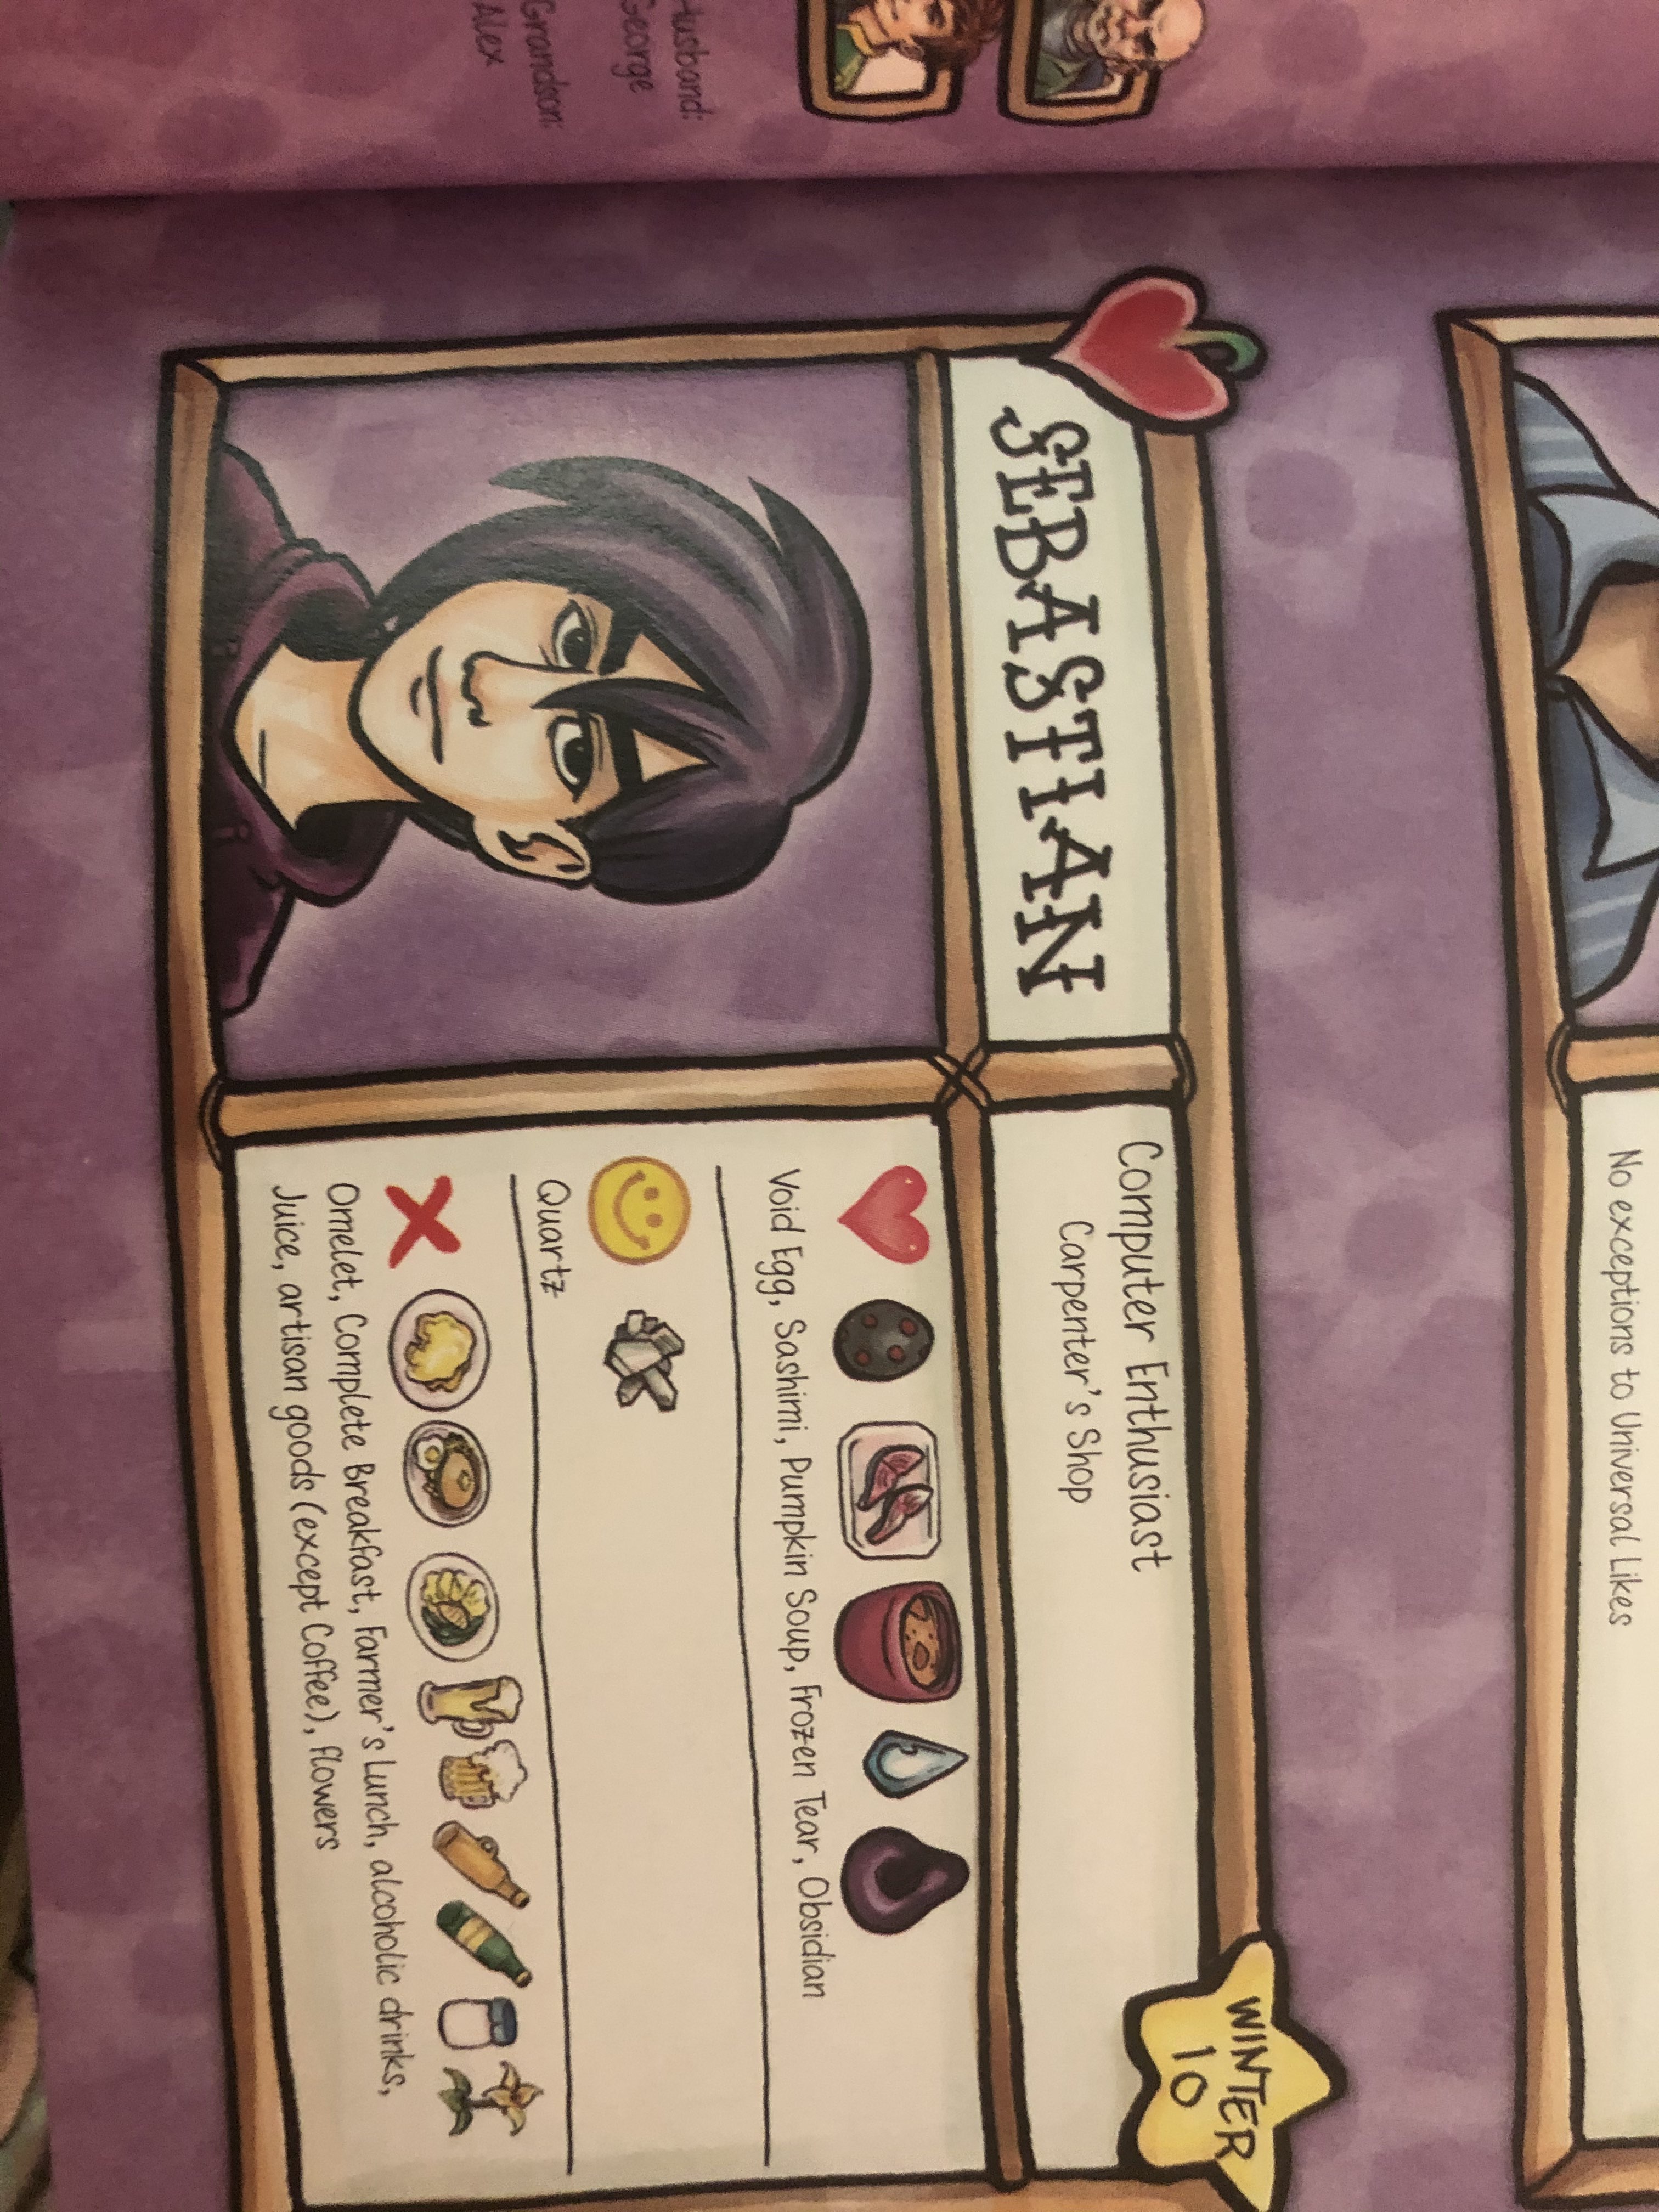 Husband:
George
Grandson:
Alex
No exceptions to Universal Likes
SEBASTIAN
Computer Enthusiast
Carpenter's Shop
WINTER
10
Void Egg, Sashimi, Pumpkin Soup, Frozen Tear, Obsidian
Quartz
Omelet, Complete Breakfast, Farmer's Lunch, alcoholic drinks,
Juice, artisan goods (except Coffee), flowers